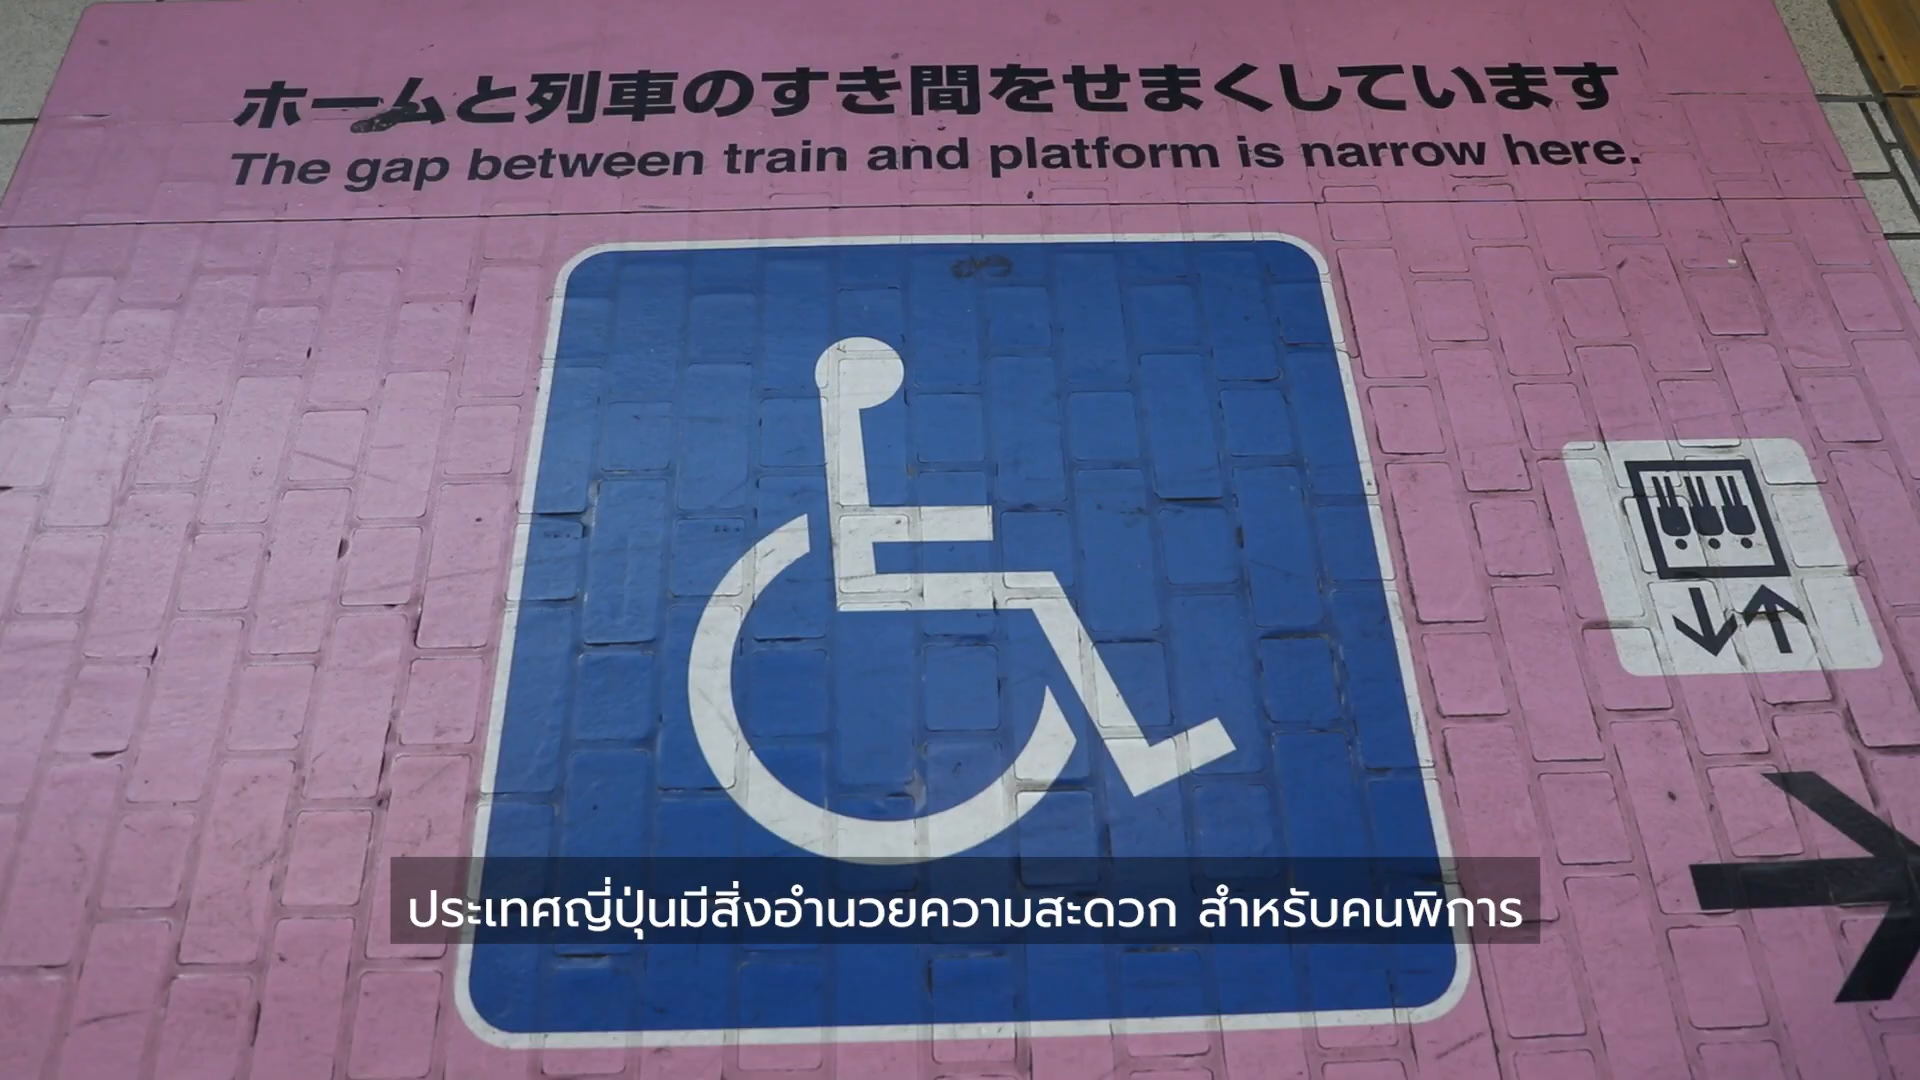 ホームと列車のすき間をせまくしています
The gap between train and platform is narrow here.
ประเทศญี่ปุ่นมีสิ่งอำนวยความสะดวก สำหรับคนพิการ